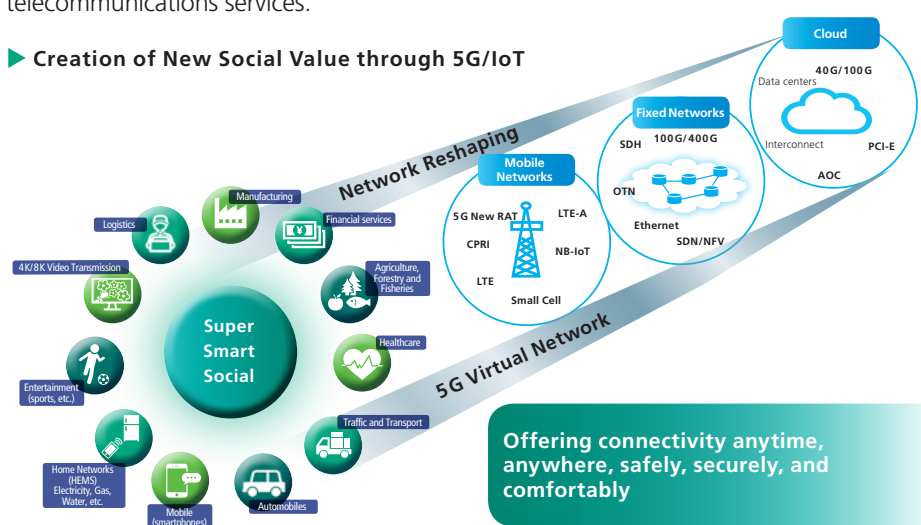 telecommunications services.
Creation of New Social Value through 5G/IoT
Cloud
40G/100G
Data centers
Interconnect
PCI-E
AOC
Fixed Networks
SDH
100G/400G
OTN
Ethernet
SDN/NFV
Mobile
Networks
5G New RAT
LTE-A
CPRI
NB-IoT
LTE
Small Cell
Network Reshaping
5G Virtual Network
Manufacturing
Logistics
Financial services
4K/8K Video Transmission
Agriculture,
Forestry and
Fisheries
Super
Smart
Social
Healthcare
Entertainment
(sports, etc.)
Traffic and Transport
Home Networks
(HEMS)
Electricity, Gas,
Water, etc.
Mobile
(smartphones)
Automobiles
¥
Offering connectivity anytime,
anywhere, safely, securely, and
comfortably